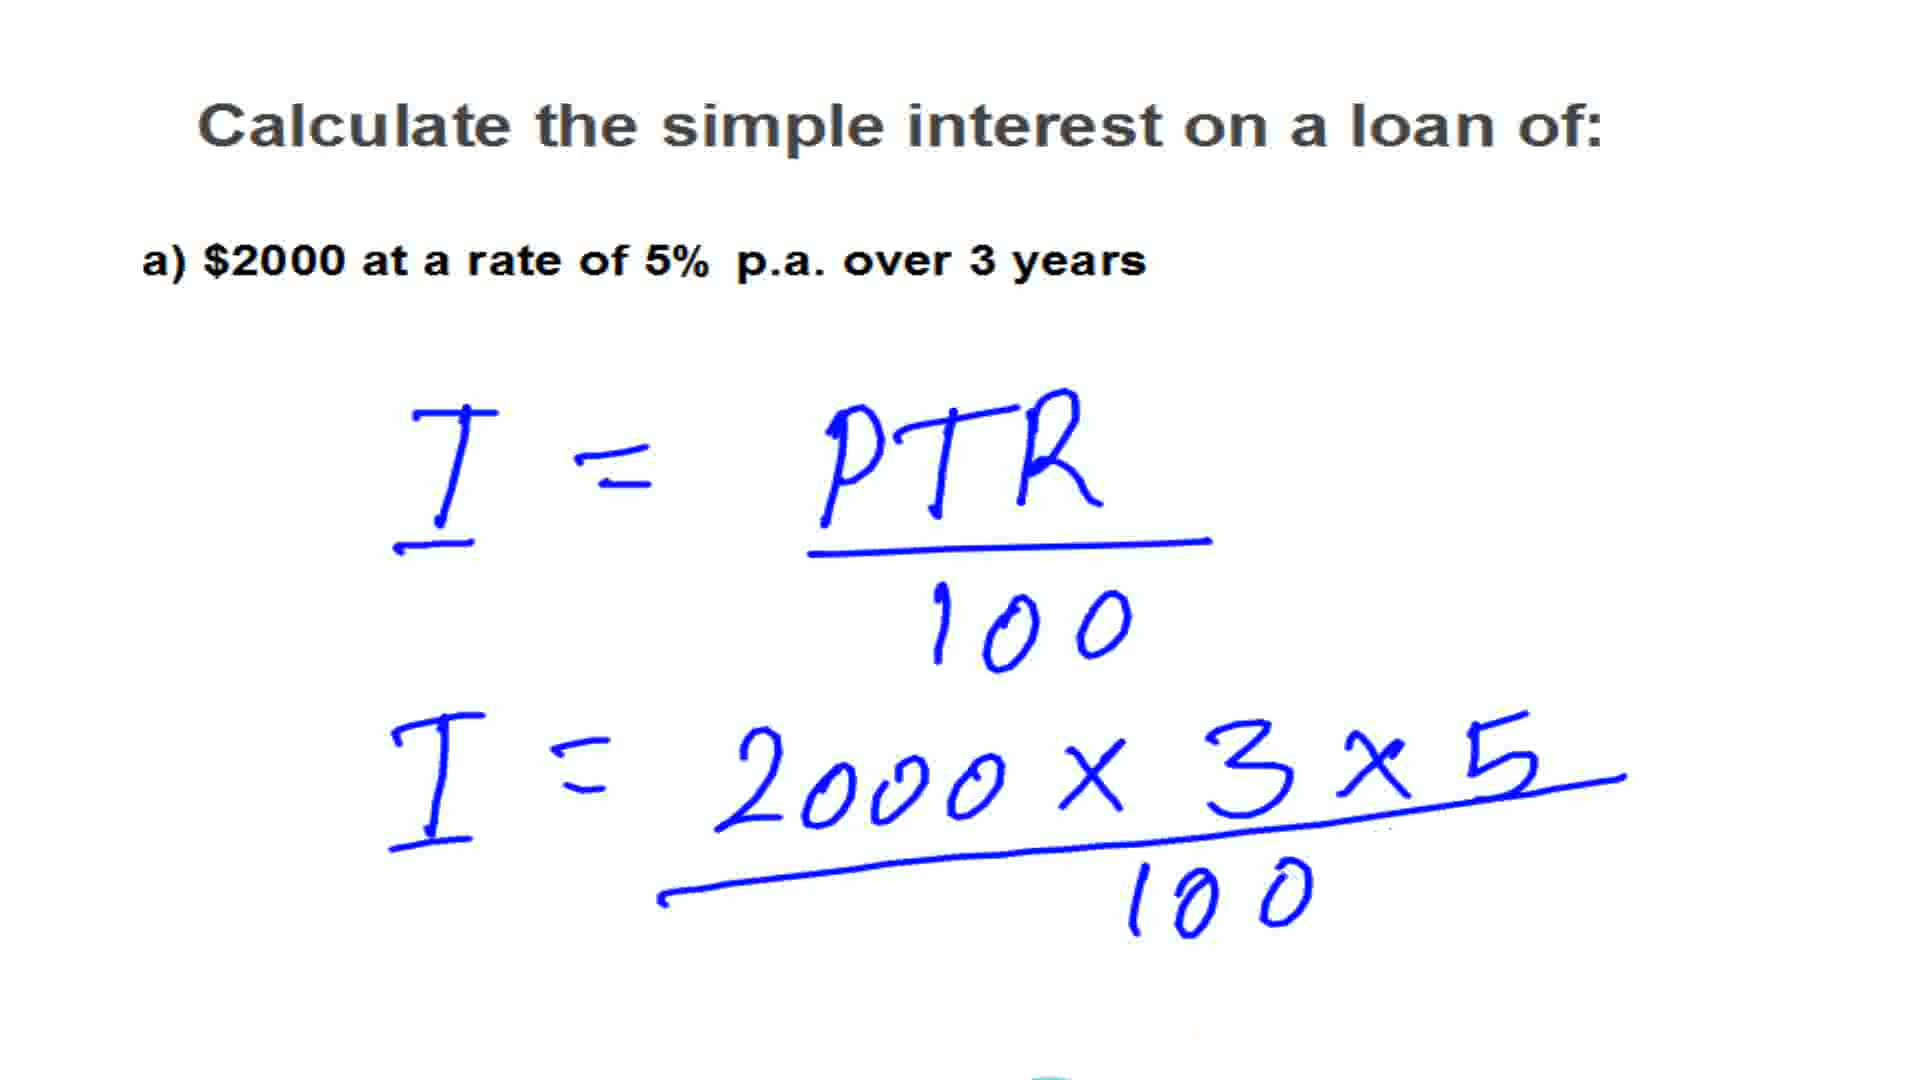 Calculate the simple interest on a loan of:
a) $2000 at a rate of 5% p.a. over 3 years
I = PTR
100
I = 2000 × 3 × 5
100